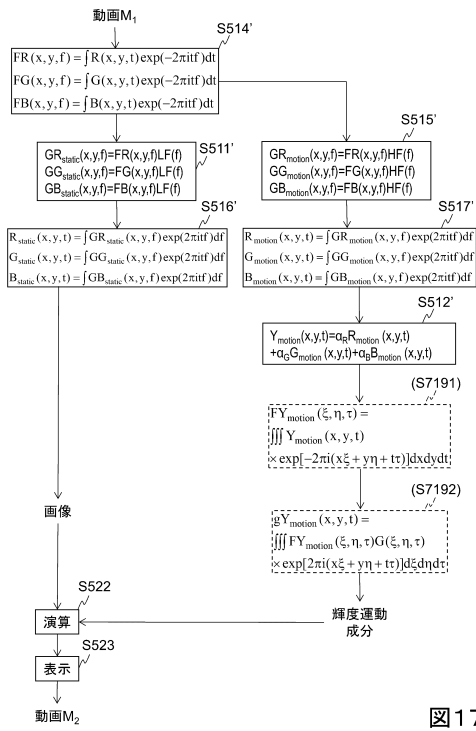 動画M₁
S514'
FR(x,y,f)=∫R(x,y,t)exp(−2πitf)dt
FG(x,y,f)=∫G(x,y,t)exp(−2πitf)dt
FB(x,y,f)=∫B(x,y,t)exp(−2πitf)dt
S511'
GRstatic(x,y,f)=FR(x,y,f)LF(f)
GGstatic(x,y,f)=FG(x,y,f)LF(f)
GBstatic(x,y,f)=FB(x,y,f)LF(f)
S515'
GRmotion(x,y,f)=FR(x,y,f)HF(f)
GGmotion(x,y,f)=FG(x,y,f)HF(f)
GBmotion(x,y,f)=FB(x,y,f)HF(f)
S516'
Rstatic(x,y,t)=∫GRstatic(x,y,f)exp(2πitf)df
Gstatic(x,y,t)=∫GGstatic(x,y,f)exp(2πitf)df
Bstatic(x,y,t)=∫GBstatic(x,y,f)exp(2πitf)df
S517'
Rmotion(x,y,t)=∫GRmotion(x,y,f)exp(2πitf)df
Gmotion(x,y,t)=∫GGmotion(x,y,f)exp(2πitf)df
Bmotion(x,y,t)=∫GBmotion(x,y,f)exp(2πitf)df
S512'
Ymotion(x,y,t)=αRRmotion(x,y,t)
+αGGmotion(x,y,t)+αBBmotion(x,y,t)
(S7191)
FYmotion(ξ,η,τ)=
∫∫∫Ymotion(x,y,t)
×exp[−2πi(xξ+yη+tτ)]dxdydt
(S7192)
gYmotion(x,y,t)=
∫∫∫FYmotion(ξ,η,τ)G(ξ,η,τ)
×exp[2πi(xξ+yη+tτ)]dξdηdτ
画像
輝度運動
成分
S522
演算
S523
表示
動画M₂
図17